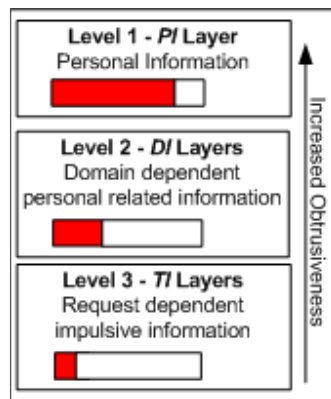 Level 1 - PI Layer
Personal Information
Level 2 - DI Layers
Domain dependent
personal related information
Level 3 - TI Layers
Request dependent
impulsive information
Increased Obtrusiveness